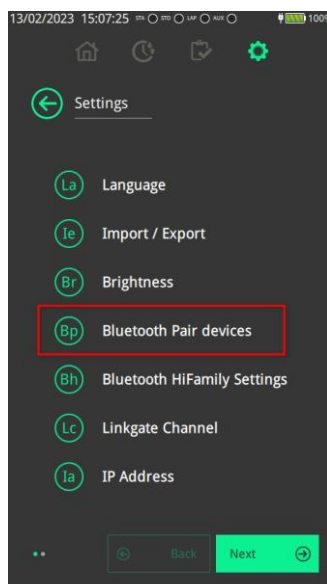 13/02/2023 15:07:25 STA STO LAP AUX 100%
Settings
La Language
Ie Import / Export
Br Brightness
Bp Bluetooth Pair devices
Bh Bluetooth HiFamily Settings
Lc Linkgate Channel
Ia IP Address
Back Next